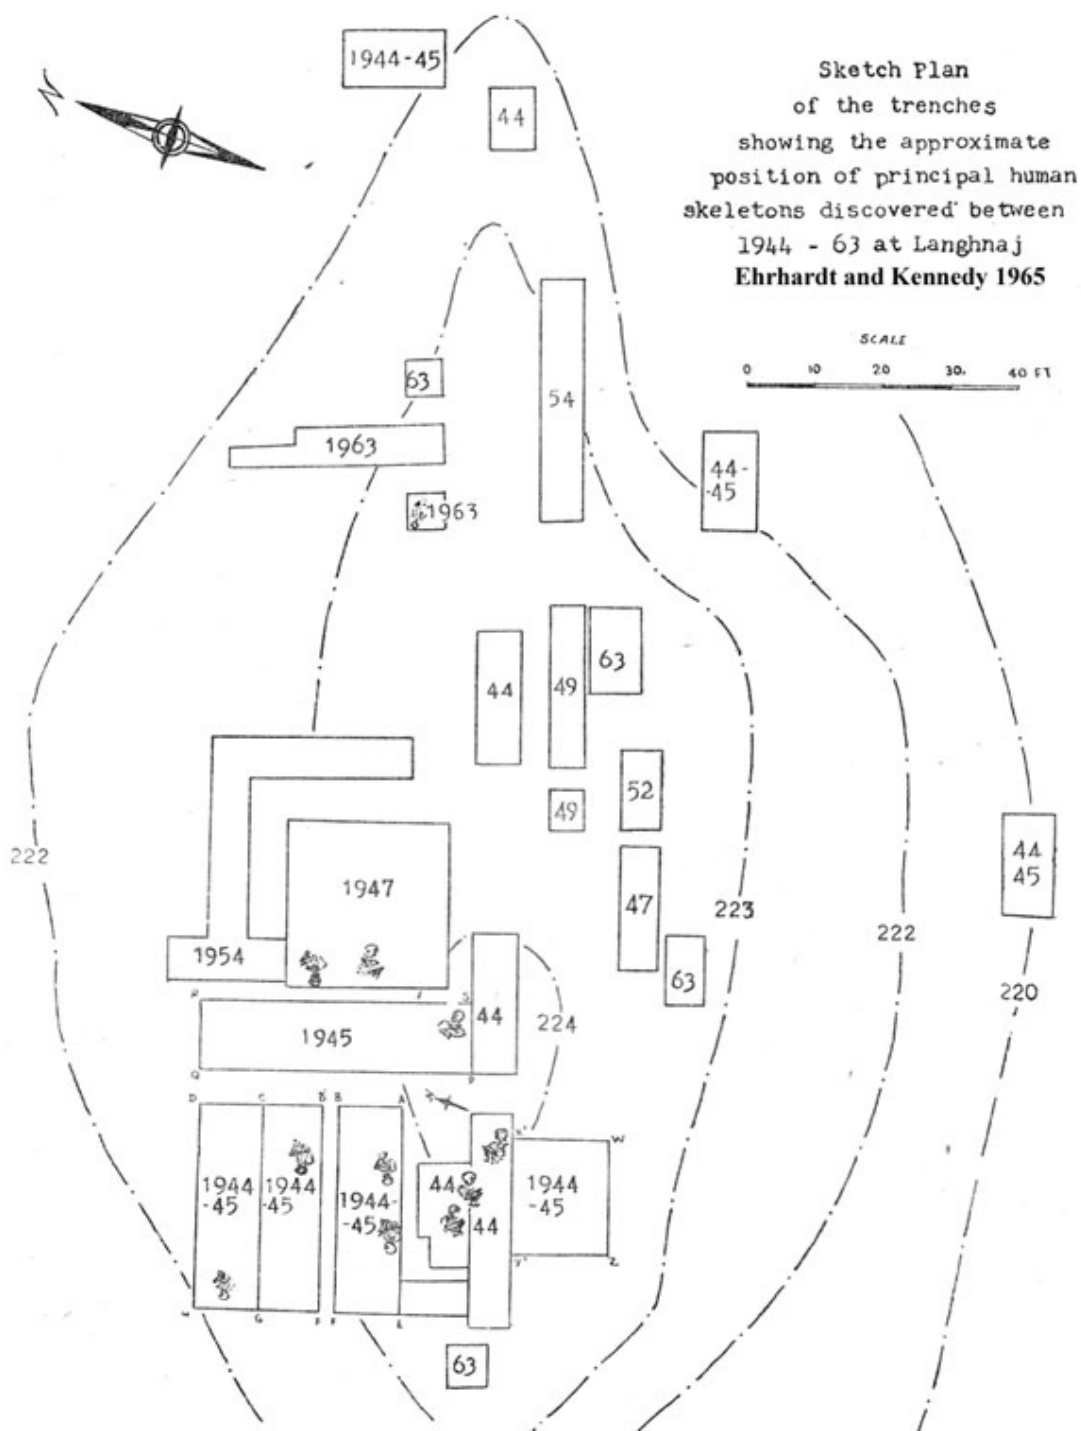 Sketch Plan
of the trenches
showing the approximate
position of principal human
skeletons discovered between
1944 - 63 at Langhnaj
Ehrhardt and Kennedy 1965
SCALE
0 10 20 30. 40 FT
N
1944-45
44
63
54
1963
44-
-45
1963
44
49
63
52
49
222
1947
47
44
45
223
222
1954
63
220
R
S
1945
44
224
Q
P
D C B' B A
X'
W
1944
-45
1944
-45
1944-
-45
44
44
1944
-45
Y'
Z
H G F E
63